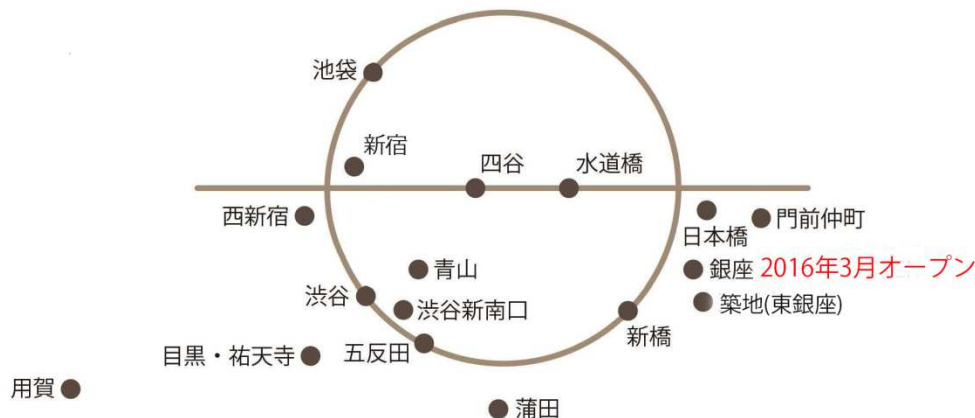 池袋
新宿
四谷
水道橋
西新宿
日本橋
門前仲町
青山
銀座 2016年3月オープン
渋谷
渋谷新南口
築地(東銀座)
新橋
目黒・祐天寺
五反田
用賀
蒲田